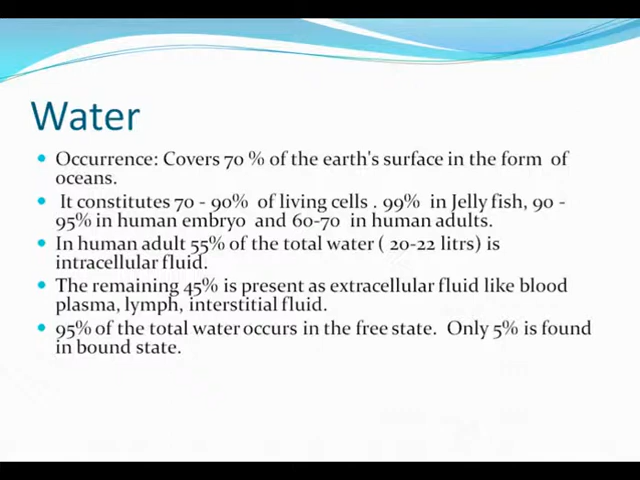 Water
• Occurrence: Covers 70 % of the earth's surface in the form of
oceans.
• It constitutes 70 - 90% of living cells . 99% in Jelly fish, 90 -
95% in human embryo and 60-70 in human adults.
• In human adult 55% of the total water ( 20-22 litrs) is
intracellular fluid.
• The remaining 45% is present as extracellular fluid like blood
plasma, lymph, interstitial fluid.
• 95% of the total water occurs in the free state. Only 5% is found
in bound state.